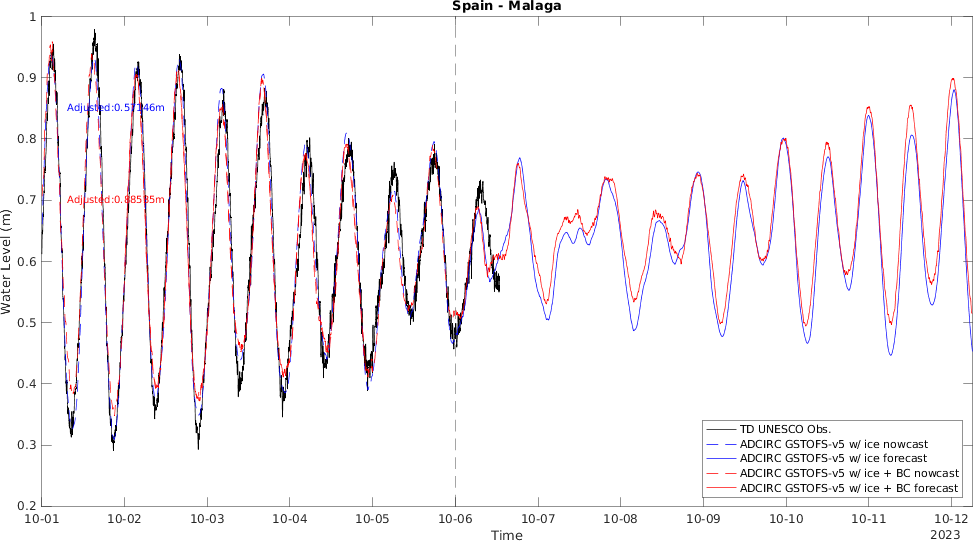 Spain - Malaga
1
0.9
0.8
0.7
0.6
0.5
0.4
0.3
0.2
Water Level (m)
Adjusted:0.57146m
Adjusted:0.88535m
TD UNESCO Obs.
ADCIRC GSTOFS-v5 w/ ice nowcast
ADCIRC GSTOFS-v5 w/ ice forecast
ADCIRC GSTOFS-v5 w/ ice + BC nowcast
ADCIRC GSTOFS-v5 w/ ice + BC forecast
10-01 10-02 10-03 10-04 10-05 10-06 10-07 10-08 10-09 10-10 10-11 10-12
2023
Time